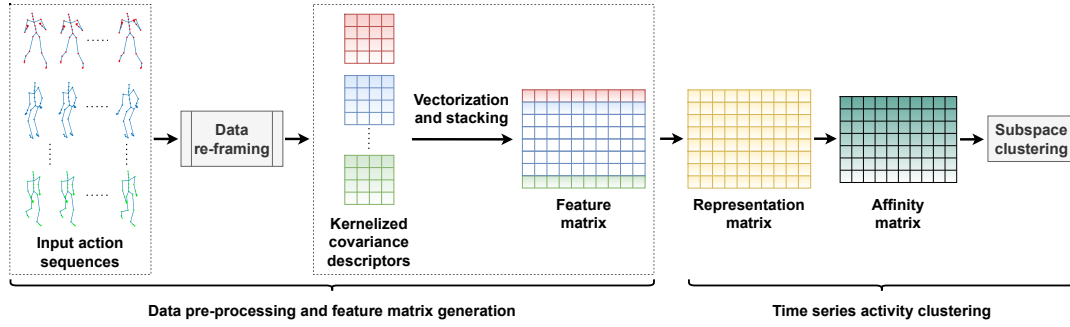 Input action
sequences
Data
re-framing
Kernelized
covariance
descriptors
Vectorization
and stacking
Feature
matrix
Representation
matrix
Affinity
matrix
Subspace
clustering
Data pre-processing and feature matrix generation
Time series activity clustering